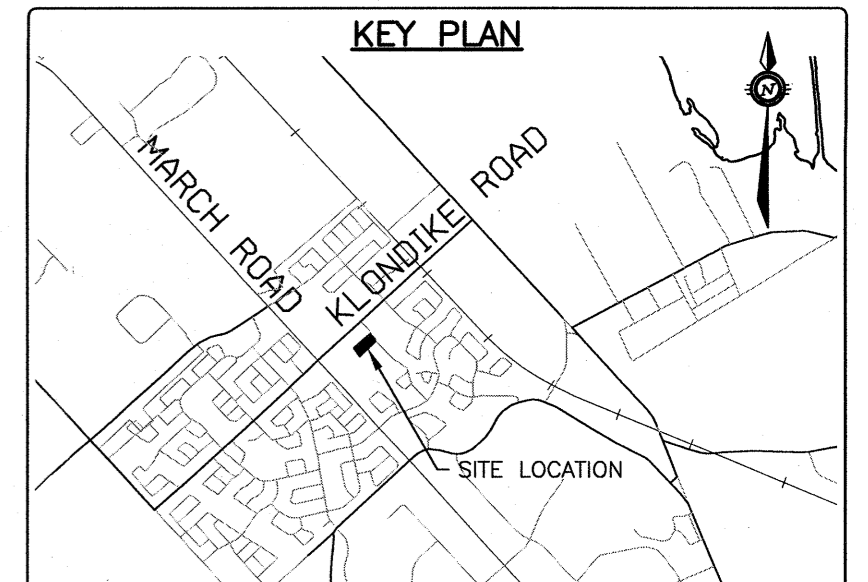 KEY PLAN
N
MARCH ROAD
KLONDIKE ROAD
SITE LOCATION